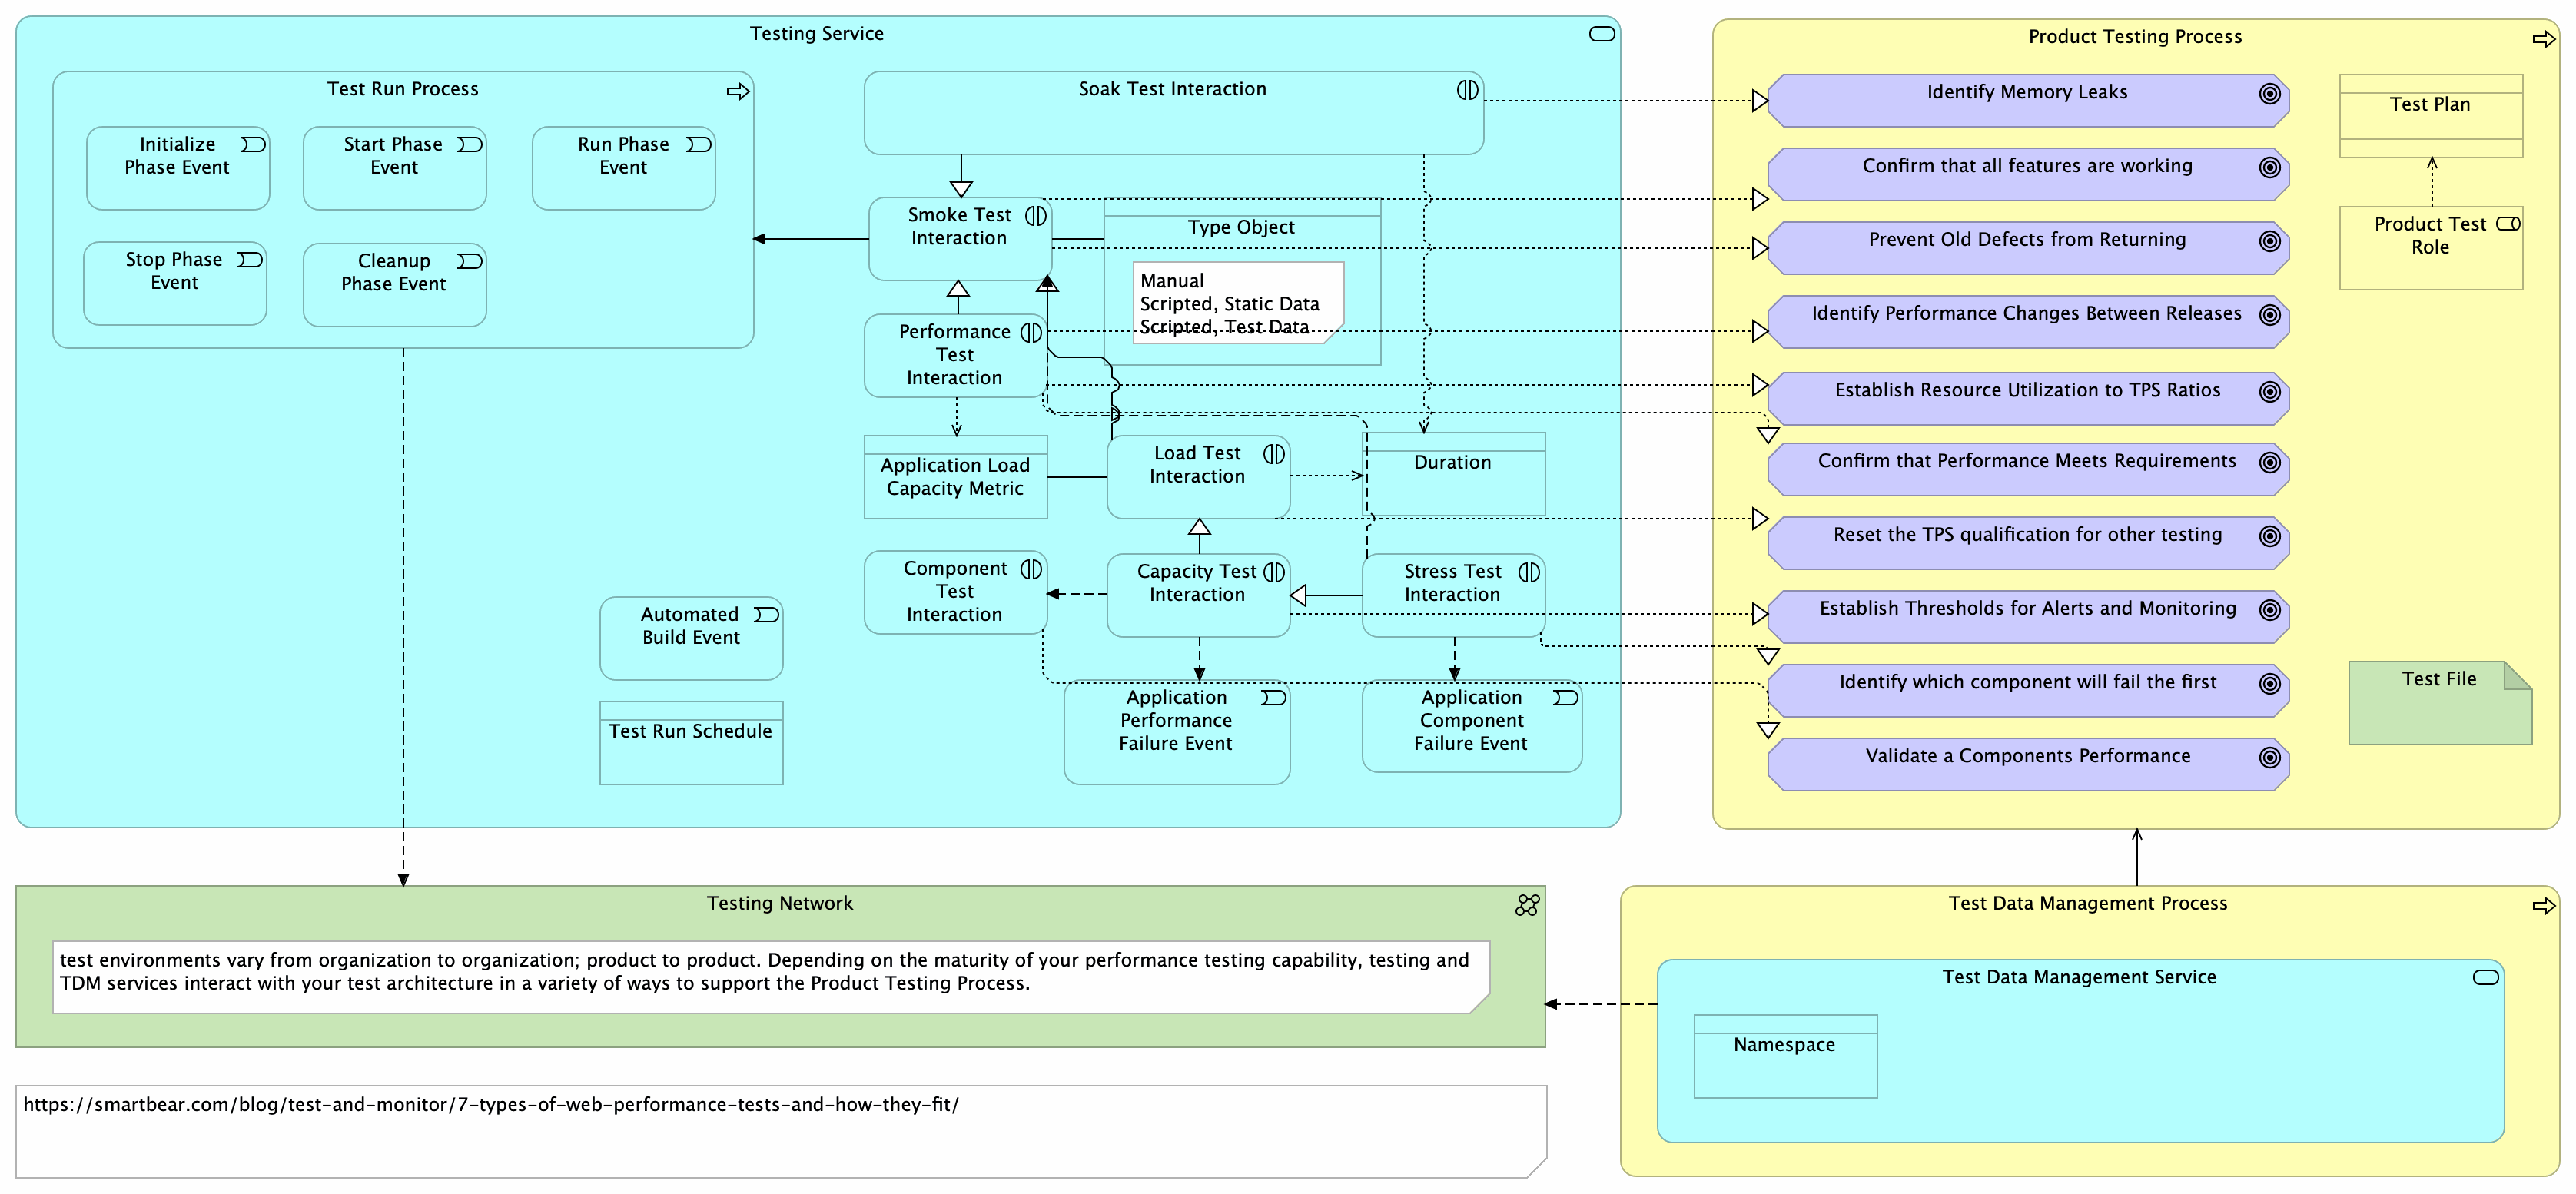 Testing Service
Test Run Process
Initialize
Phase Event
Start Phase
Event
Run Phase
Event
Stop Phase
Event
Cleanup
Phase Event
Soak Test Interaction
Smoke Test
Interaction
Type Object
Manual
Scripted, Static Data
Scripted, Test Data
Performance
Test
Interaction
Application Load
Capacity Metric
Load Test
Interaction
Duration
Component
Test
Interaction
Capacity Test
Interaction
Stress Test
Interaction
Automated
Build Event
Test Run Schedule
Application
Performance
Failure Event
Application
Component
Failure Event
Product Testing Process
Identify Memory Leaks
Confirm that all features are working
Prevent Old Defects from Returning
Identify Performance Changes Between Releases
Establish Resource Utilization to TPS Ratios
Confirm that Performance Meets Requirements
Reset the TPS qualification for other testing
Establish Thresholds for Alerts and Monitoring
Identify which component will fail the first
Validate a Components Performance
Test Plan
Product Test
Role
Test File
Testing Network
test environments vary from organization to organization; product to product. Depending on the maturity of your performance testing capability, testing and
TDM services interact with your test architecture in a variety of ways to support the Product Testing Process.
Test Data Management Process
Test Data Management Service
Namespace
https://smartbear.com/blog/test-and-monitor/7-types-of-web-performance-tests-and-how-they-fit/